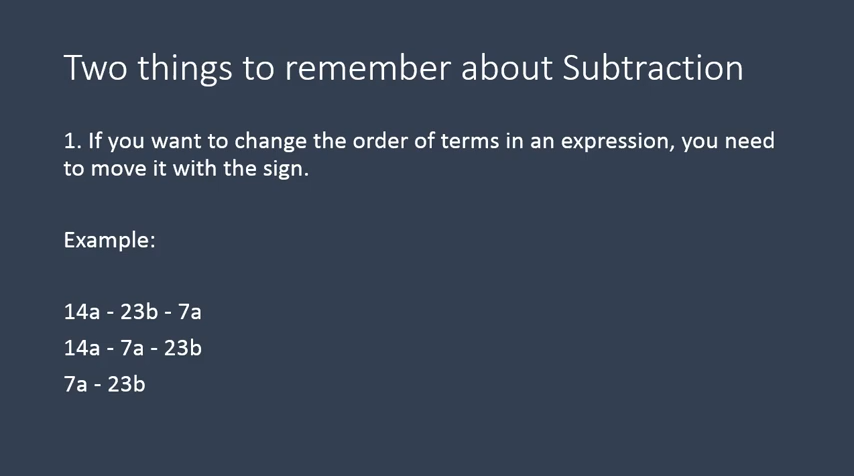 Two things to remember about Subtraction
1. If you want to change the order of terms in an expression, you need
to move it with the sign.
Example:
14a - 23b - 7a
14a - 7a - 23b
7a - 23b